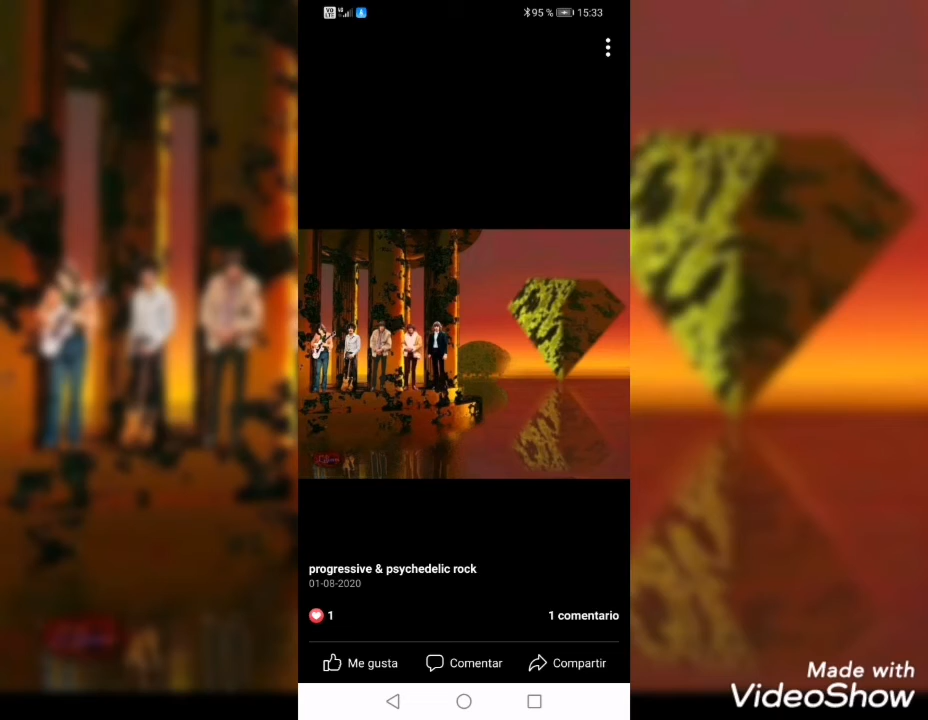 95 % 15:33
progressive & psychedelic rock
01-08-2020
1
1 comentario
Me gusta Comentar Compartir
Made with
VideoShow